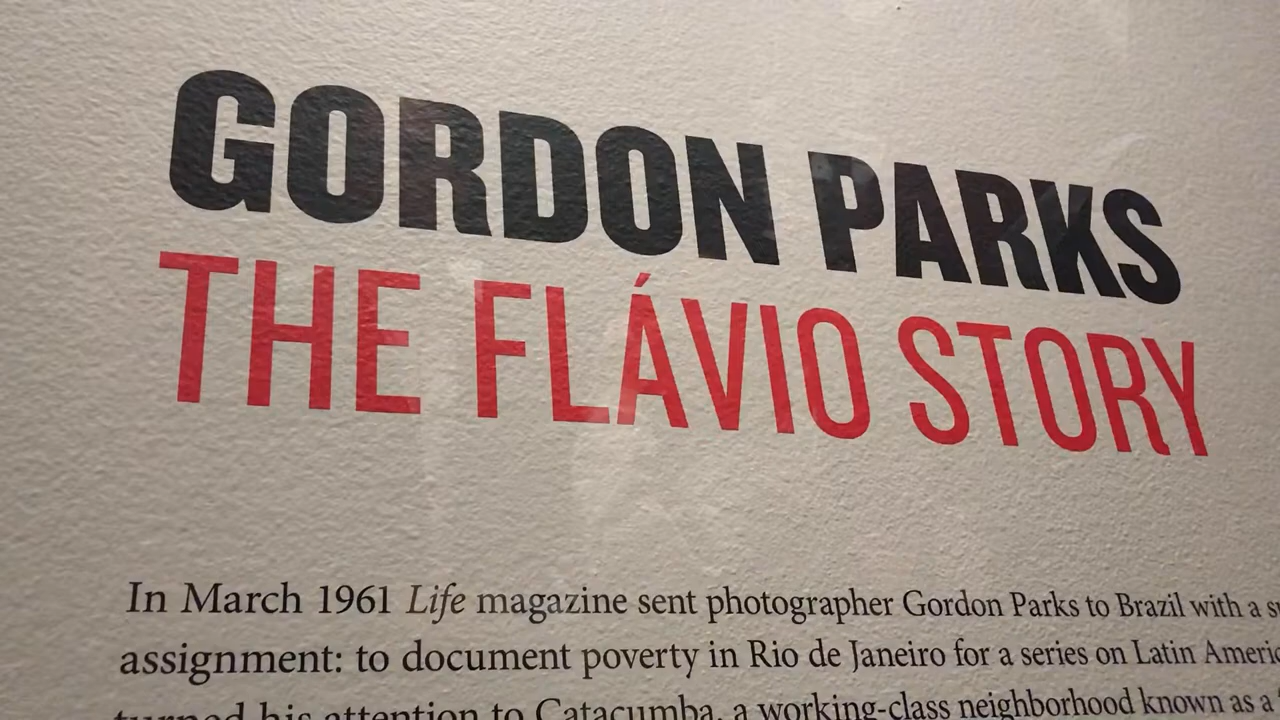 GORDON PARKS
THE FLÁVIO STORY
In March 1961 Life magazine sent photographer Gordon Parks to Brazil with a
assignment: to document poverty in Rio de Janeiro for a series on Latin
turned his attention to Catacumba, a working-class neighborhood known as a